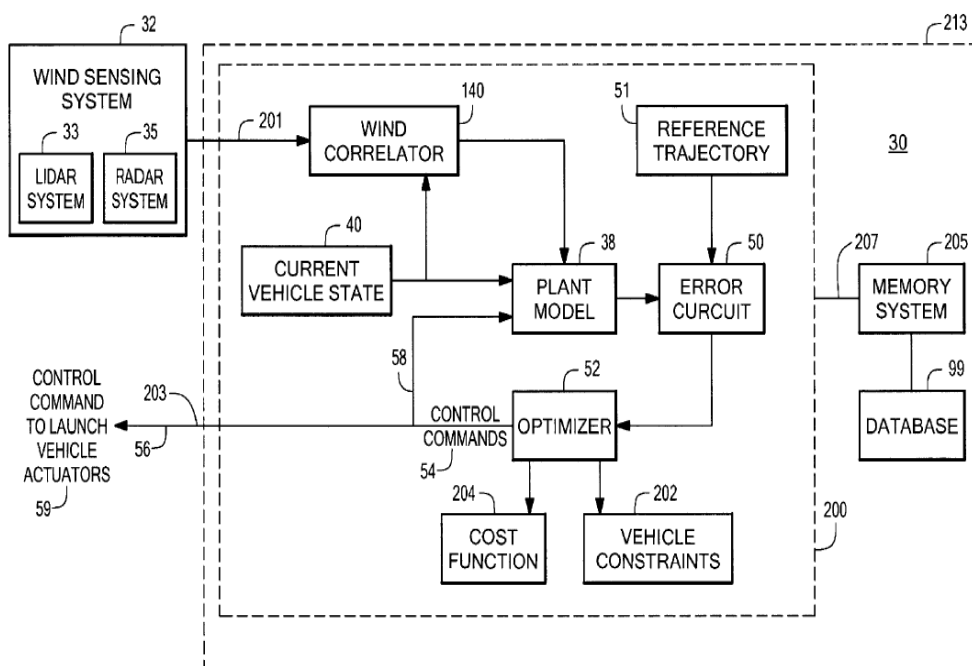 32
213
WIND SENSING
SYSTEM
33
35
LIDAR
SYSTEM
RADAR
SYSTEM
201
140
WIND
CORRELATOR
51
REFERENCE
TRAJECTORY
30
40
CURRENT
VEHICLE STATE
38
PLANT
MODEL
50
ERROR
CURCUIT
207
205
MEMORY
SYSTEM
58
52
OPTIMIZER
99
DATABASE
CONTROL
COMMAND
TO LAUNCH
VEHICLE
ACTUATORS
59
203
56
CONTROL
COMMANDS
54
204
COST
FUNCTION
202
VEHICLE
CONSTRAINTS
200